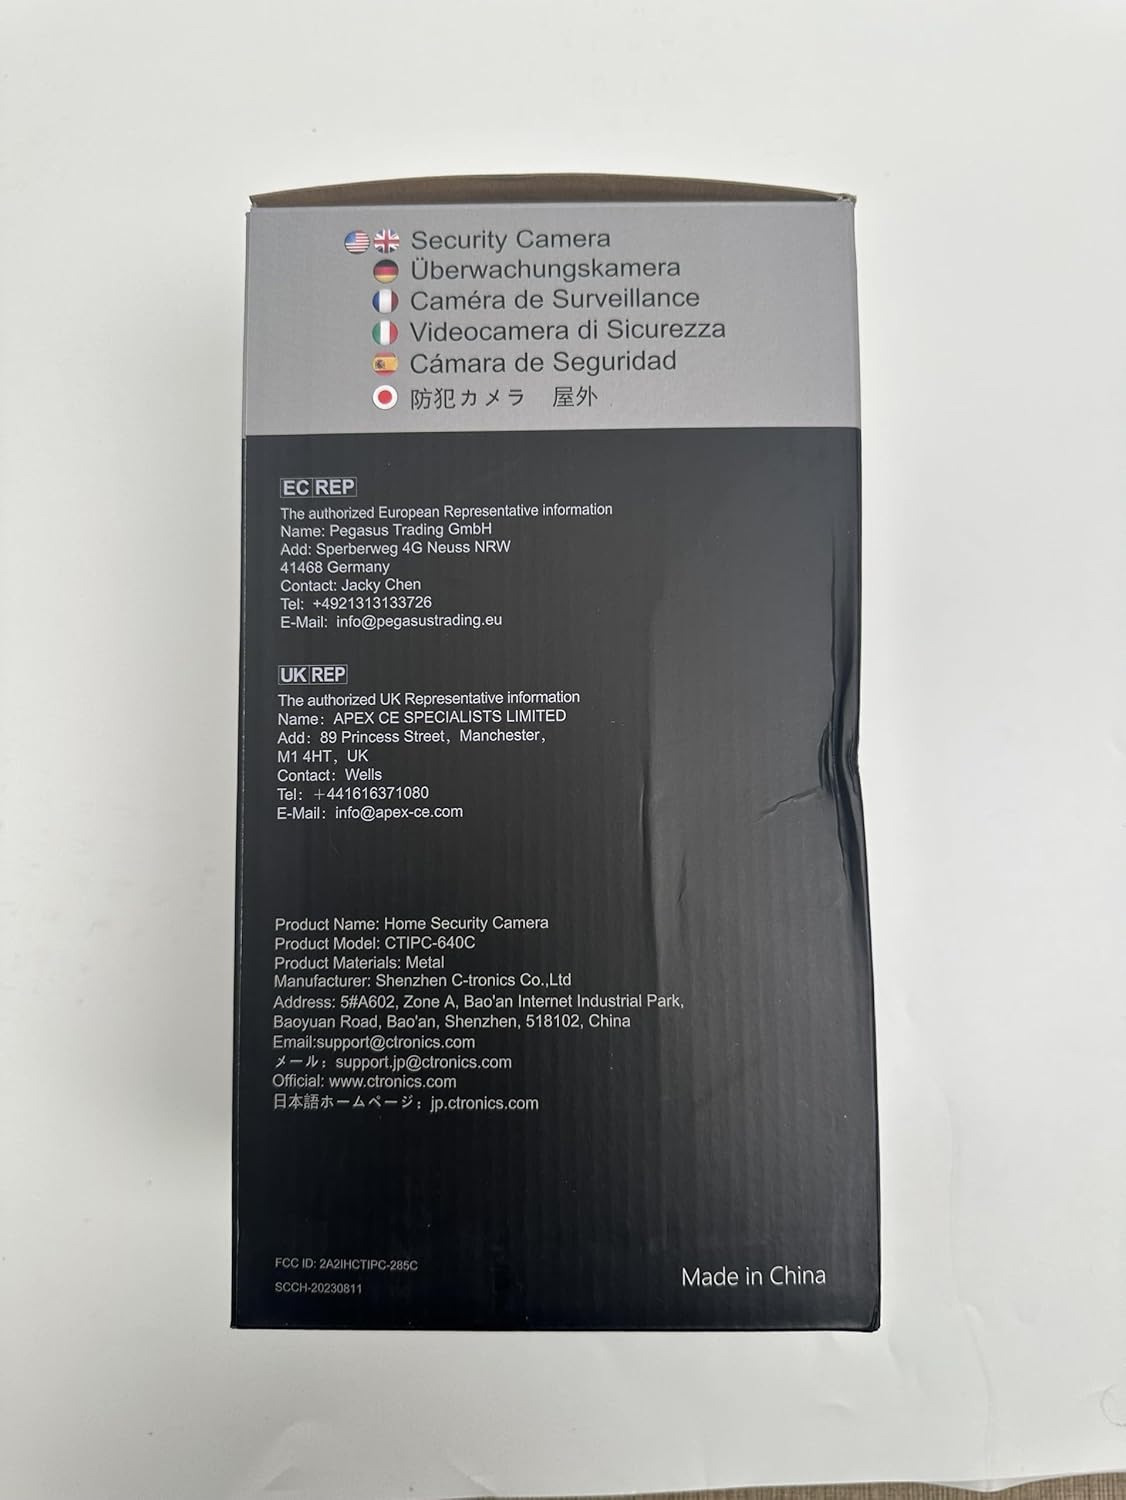 Security Camera
Überwachungskamera
Caméra de Surveillance
Videocamera di Sicurezza
Cámara de Seguridad
防犯カメラ　屋外
EC REP
The authorized European Representative information
Name: Pegasus Trading GmbH
Add: Sperberweg 4G Neuss NRW
41468 Germany
Contact: Jacky Chen
Tel: +4921313133726
E-Mail: info@pegasustrading.eu
UK REP
The authorized UK Representative information
Name： APEX CE SPECIALISTS LIMITED
Add： 89 Princess Street，Manchester，
M1 4HT，UK
Contact：Wells
Tel： +441616371080
E-Mail： info@apex-ce.com
Product Name: Home Security Camera
Product Model: CTIPC-640C
Product Materials: Metal
Manufacturer: Shenzhen C-tronics Co.,Ltd
Address: 5#A602, Zone A, Bao'an Internet Industrial Park,
Baoyuan Road, Bao'an, Shenzhen, 518102, China
Email:support@ctronics.com
メール：support.jp@ctronics.com
Official: www.ctronics.com
日本語ホームページ：jp.ctronics.com
FCC ID: 2A2IHCTIPC-285C
SCCH-20230811
Made in China